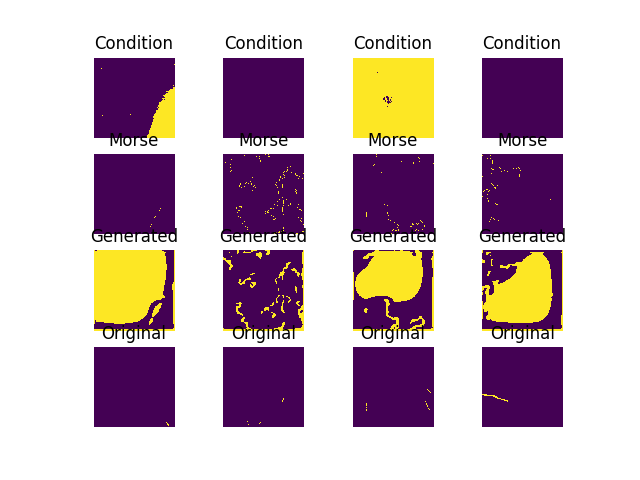 Condition Condition Condition Condition
Morse Morse Morse Morse
Generated Generated Generated Generated
Original Original Original Original